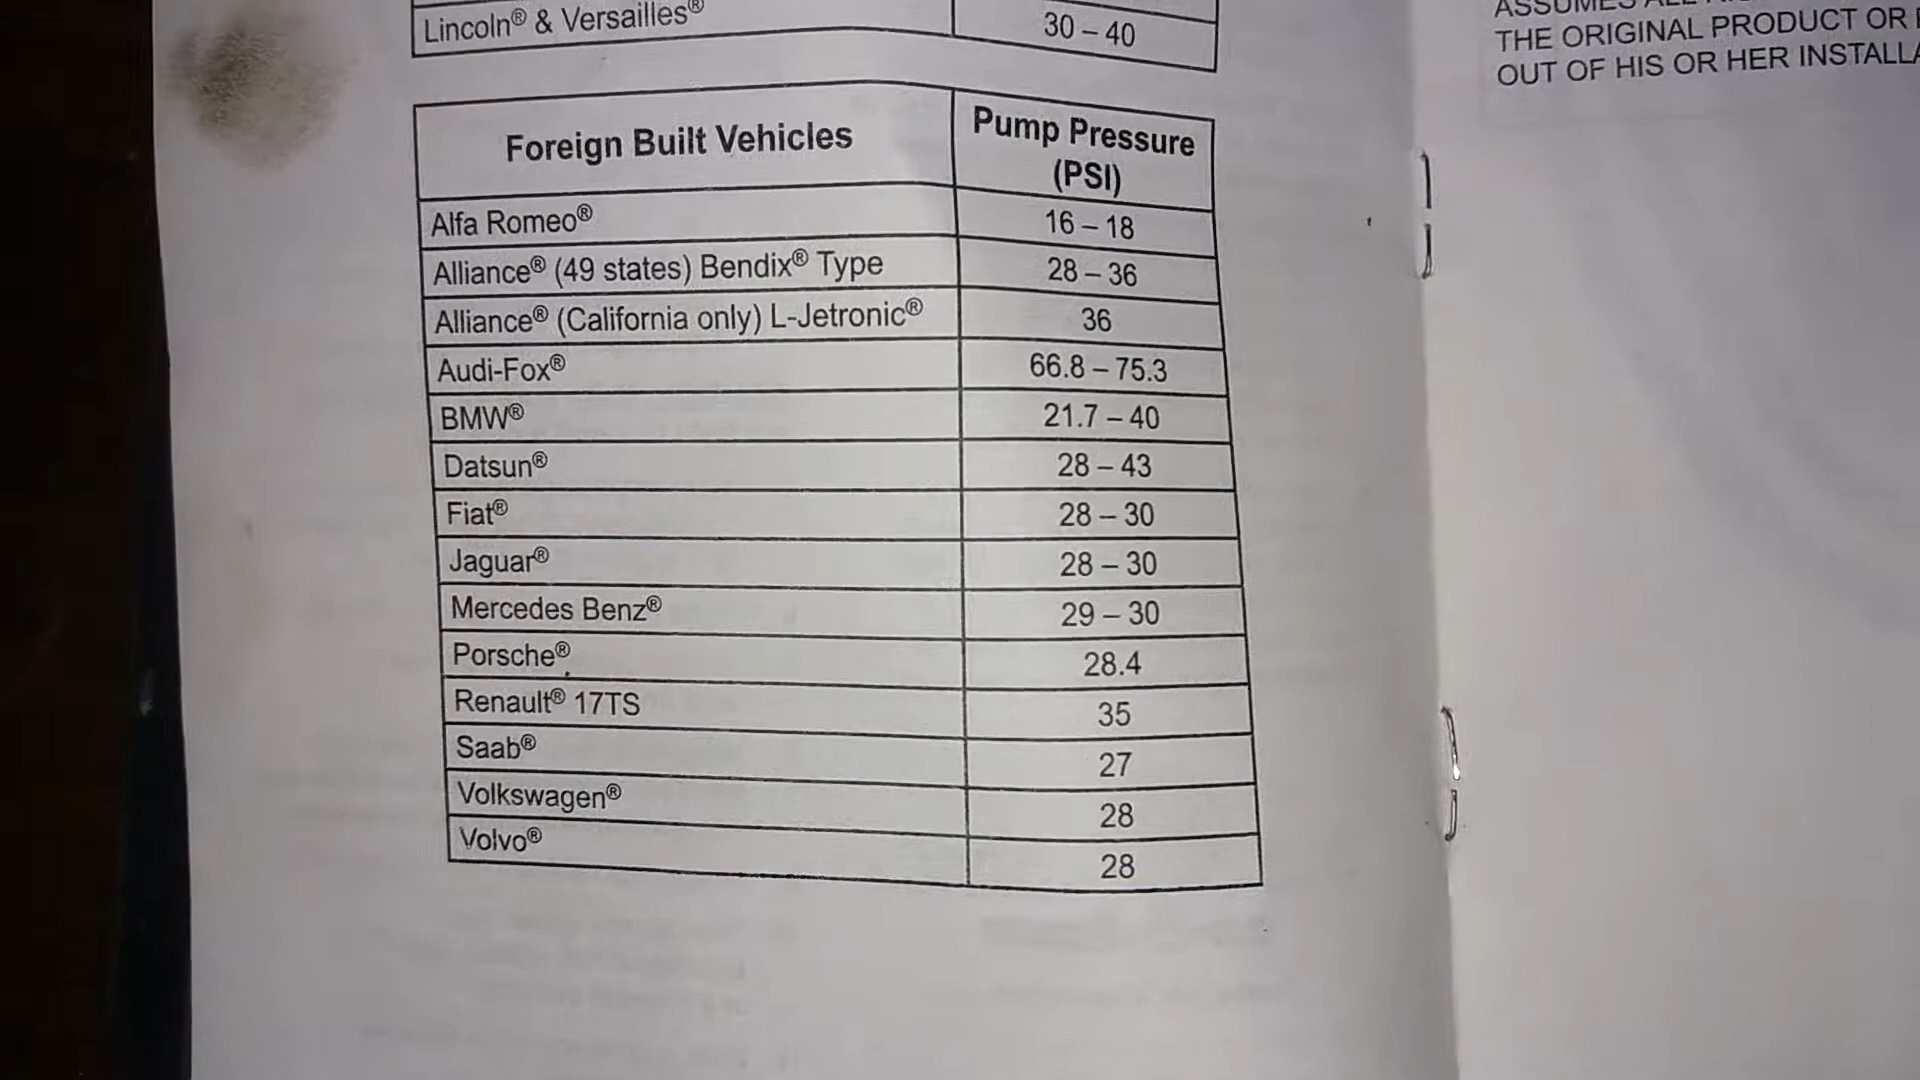 Lincoln® & Versailles® 30 – 40
Foreign Built Vehicles Pump Pressure (PSI)
Alfa Romeo® 16 – 18
Alliance® (49 states) Bendix® Type 28 – 36
Alliance® (California only) L-Jetronic® 36
Audi-Fox® 66.8 – 75.3
BMW® 21.7 – 40
Datsun® 28 – 43
Fiat® 28 – 30
Jaguar® 28 – 30
Mercedes Benz® 29 – 30
Porsche® 28.4
Renault® 17TS 35
Saab® 27
Volkswagen® 28
Volvo® 28
ASSUMES
THE ORIGINAL PRODUCT OR
OUT OF HIS OR HER